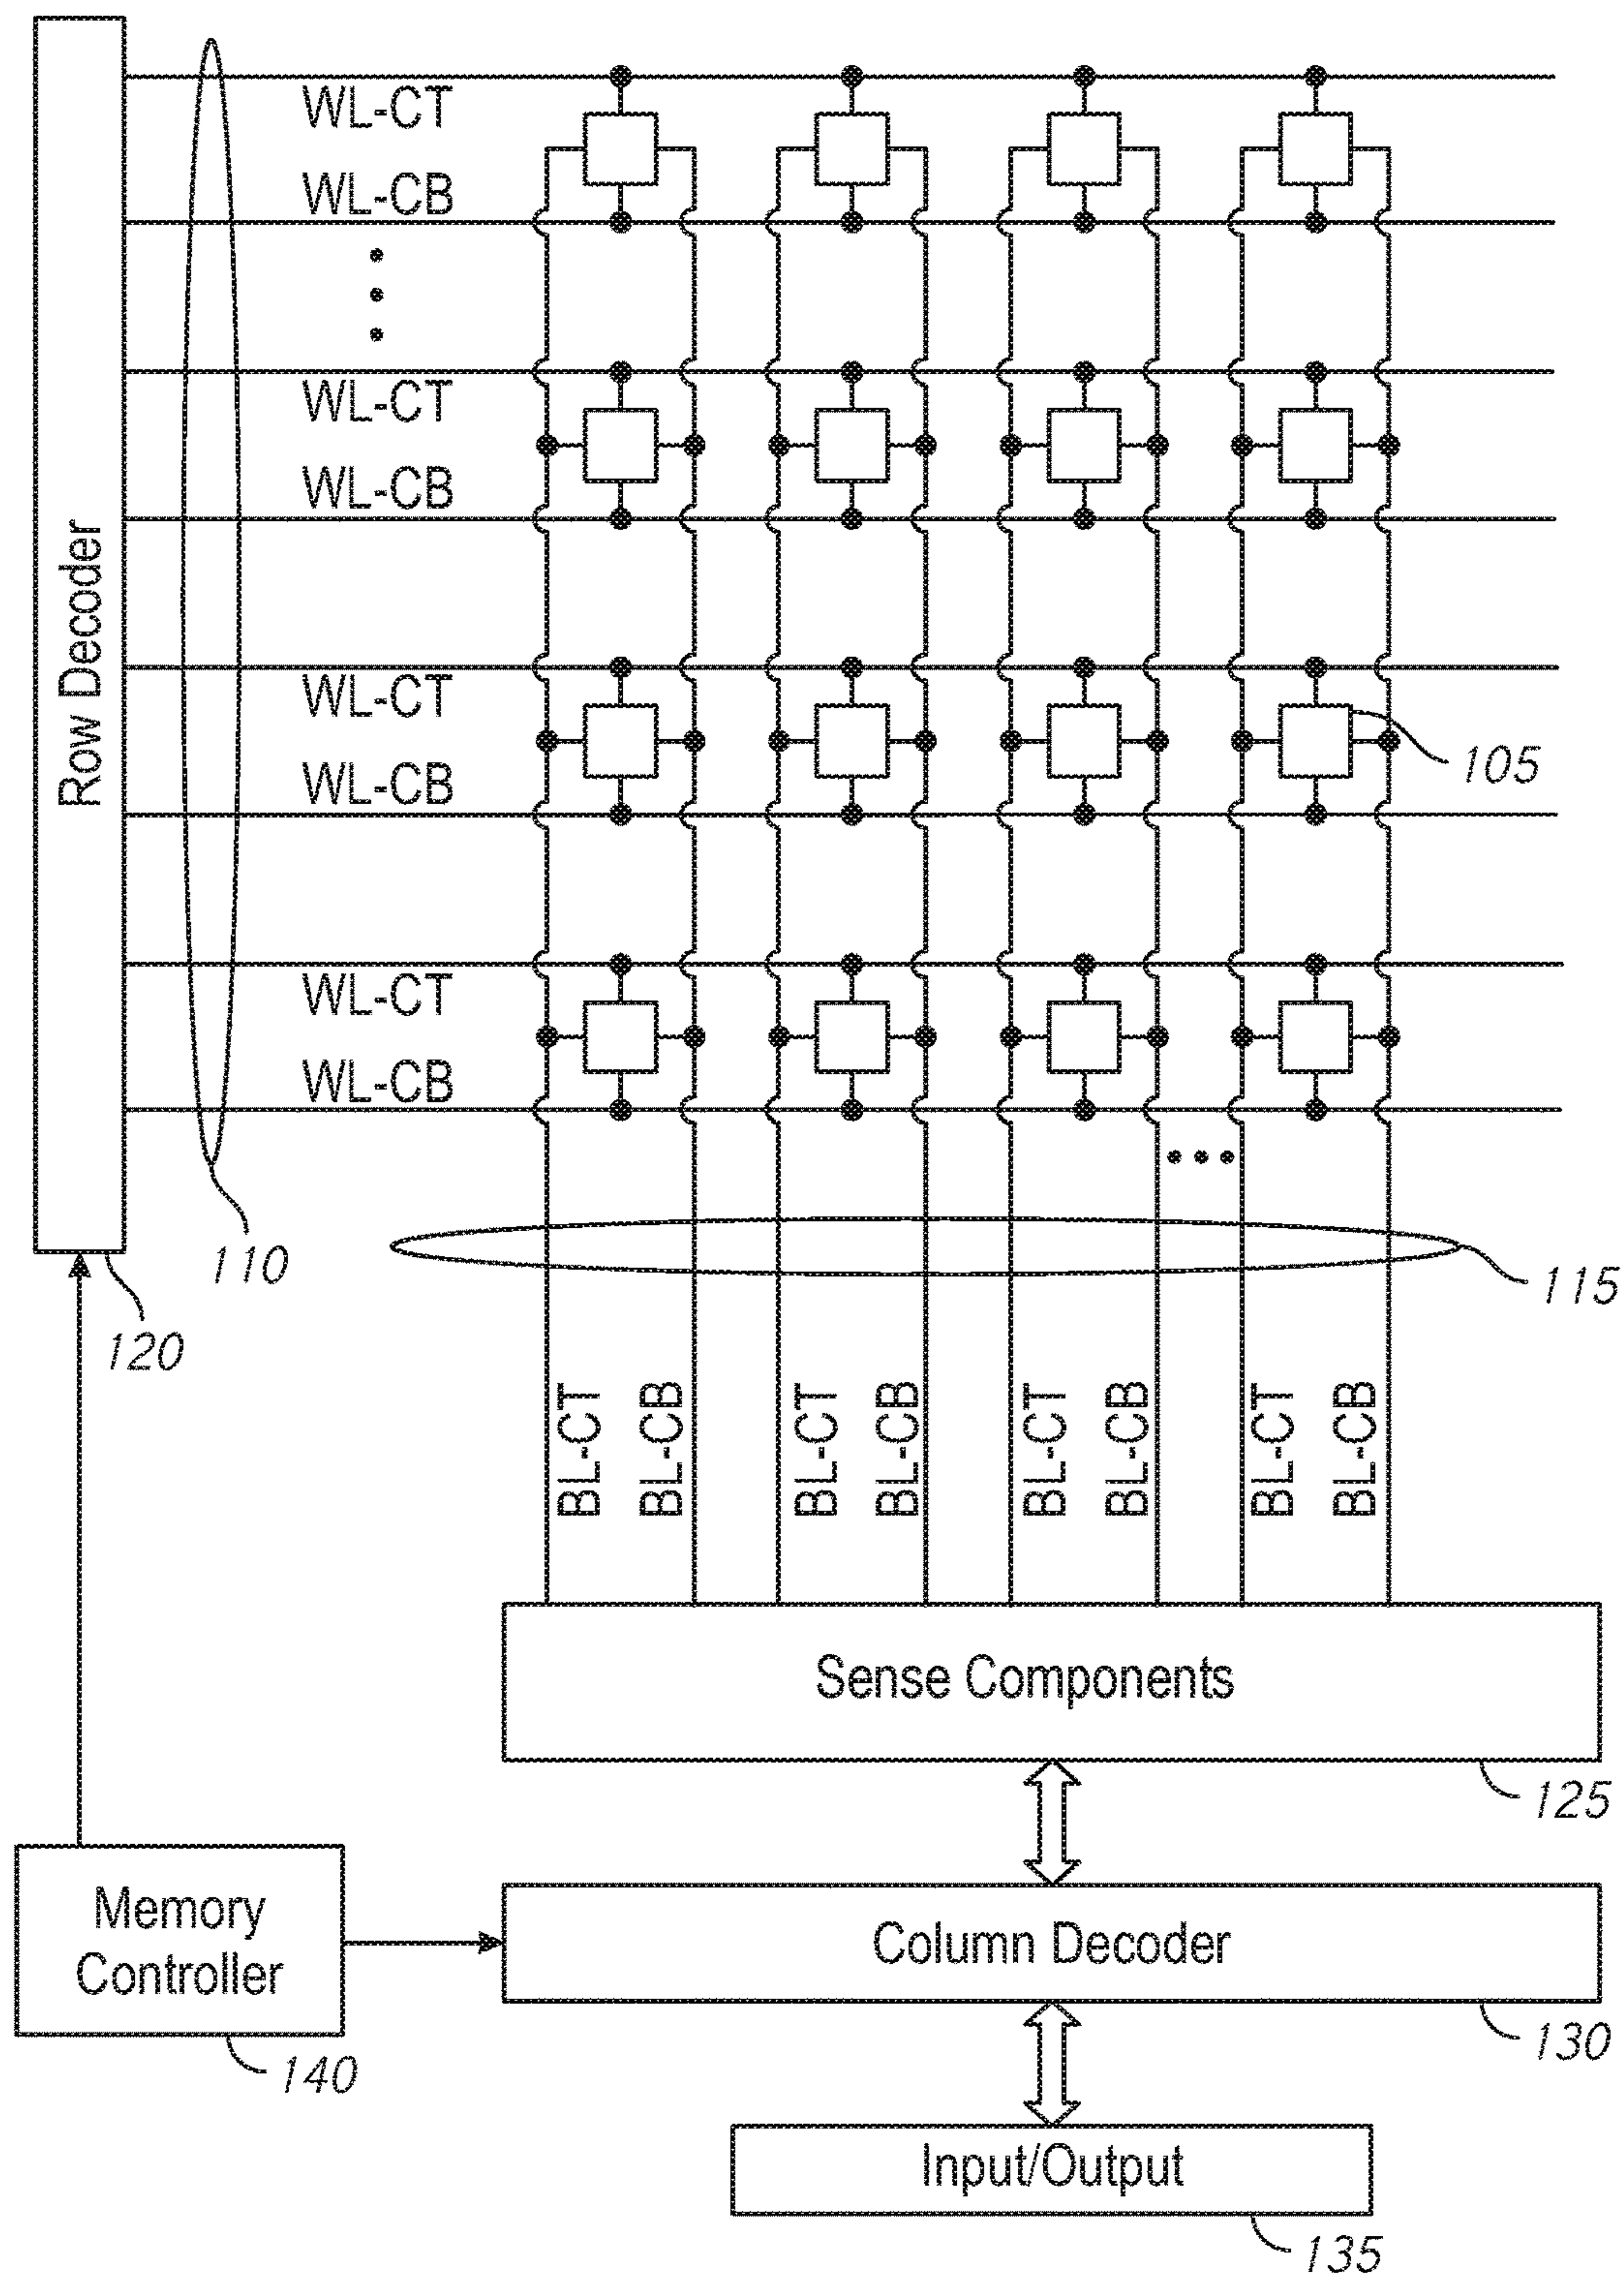 WL-CT
WL-CB
WL-CT
WL-CB
Row Decoder
WL-CT
105
WL-CB
WL-CT
WL-CB
110
115
120
BL-CT
BL-CB
BL-CT
BL-CB
BL-CT
BL-CB
BL-CT
BL-CB
Sense Components
125
Memory
Controller
Column Decoder
130
140
Input/Output
135